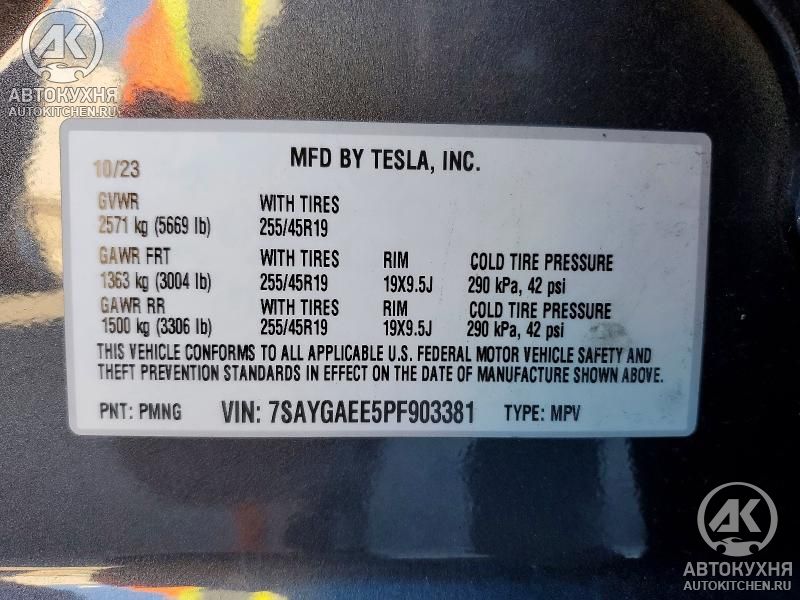 AK
АВТОКУХНЯ
AUTOKITCHEN.RU
10/23 MFD BY TESLA, INC.
GVWR WITH TIRES
2571 kg (5669 lb) 255/45R19
GAWR FRT WITH TIRES RIM COLD TIRE PRESSURE
1363 kg (3004 lb) 255/45R19 19X9.5J 290 kPa, 42 psi
GAWR RR WITH TIRES RIM COLD TIRE PRESSURE
1500 kg (3306 lb) 255/45R19 19X9.5J 290 kPa, 42 psi
THIS VEHICLE CONFORMS TO ALL APPLICABLE U.S. FEDERAL MOTOR VEHICLE SAFETY AND
THEFT PREVENTION STANDARDS IN EFFECT ON THE DATE OF MANUFACTURE SHOWN ABOVE.
PNT: PMNG VIN: 7SAYGAEE5PF903381 TYPE: MPV
AK
АВТОКУХНЯ
AUTOKITCHEN.RU